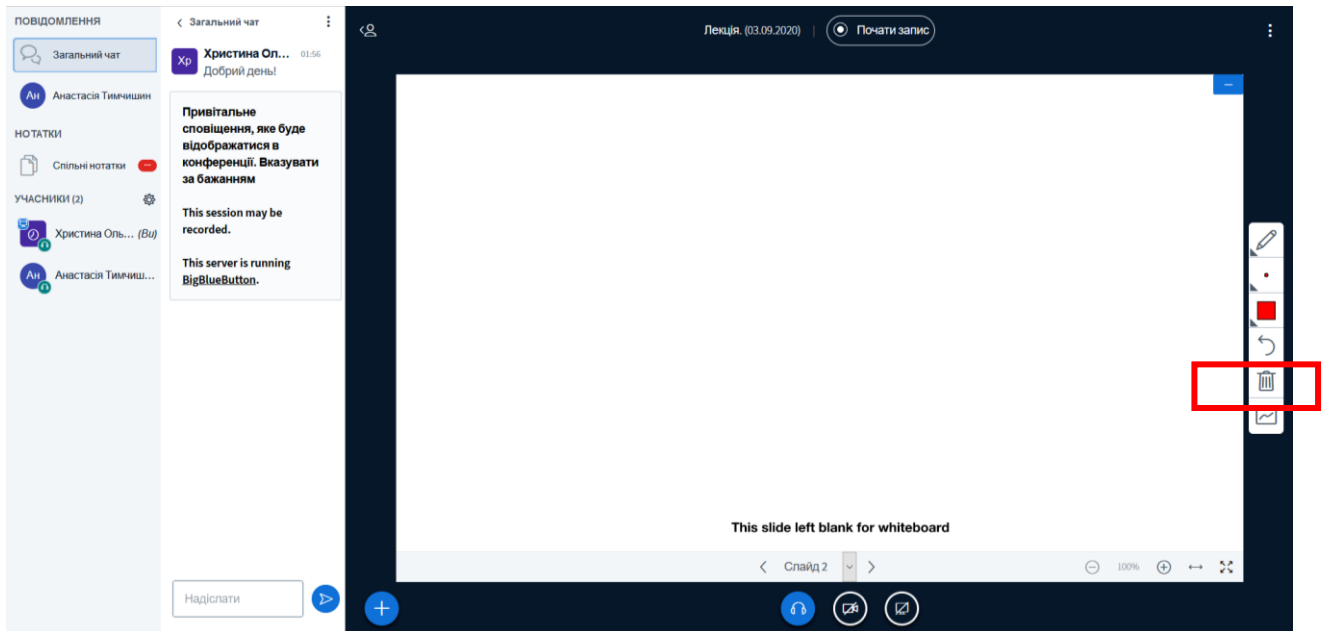 ПОВІДОМЛЕННЯ
Загальний чат
Ан Анастасія Тимчишин
НОТАТКИ
Спільні нотатки
УЧАСНИКИ (2)
Христина Оль... (Ви)
Ан Анастасія Тимчиш...
Загальний чат
Хр Христина Ол... 01:56
Добрий день!
Привітальне
сповіщення, яке буде
відображатися в
конференції. Вказувати
за бажанням
This session may be
recorded.
This server is running
BigBlueButton.
Надіслати
Лекція. (03.09.2020) | Почати запис
This slide left blank for whiteboard
Слайд 2
100%